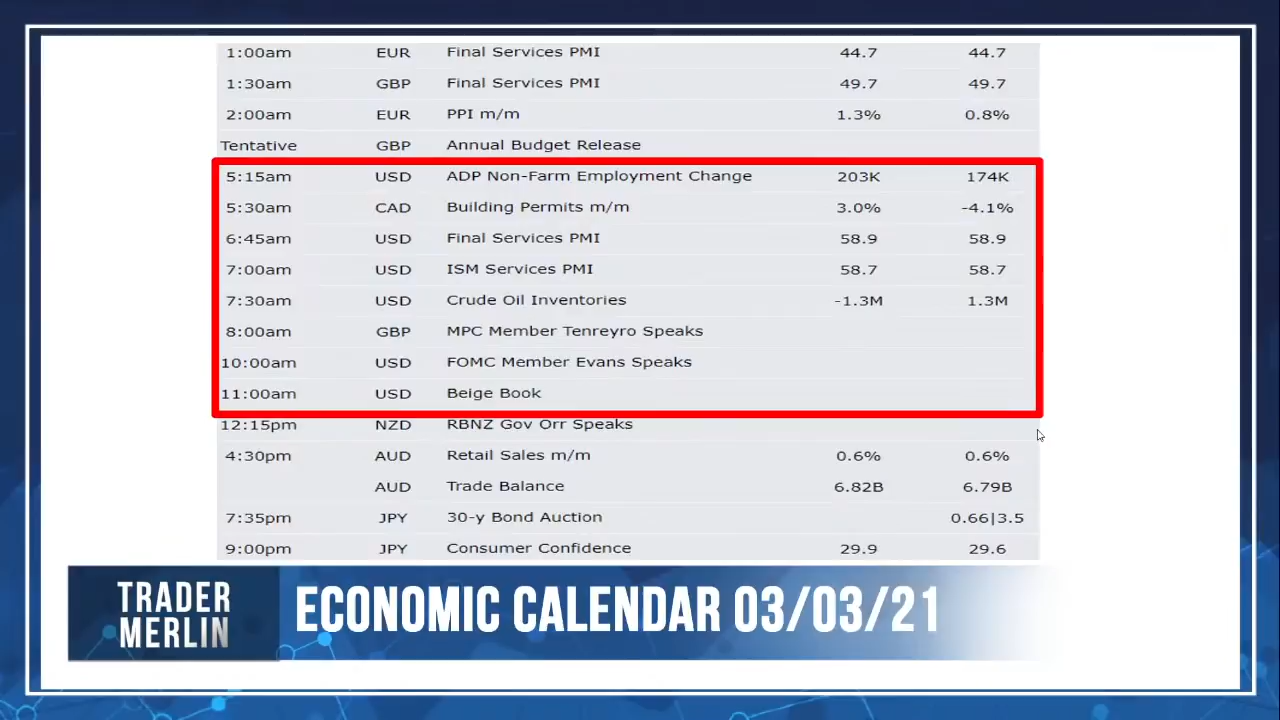 1:00am EUR Final Services PMI 44.7 44.7
1:30am GBP Final Services PMI 49.7 49.7
2:00am EUR PPI m/m 1.3% 0.8%
Tentative GBP Annual Budget Release
5:15am USD ADP Non-Farm Employment Change 203K 174K
5:30am CAD Building Permits m/m 3.0% -4.1%
6:45am USD Final Services PMI 58.9 58.9
7:00am USD ISM Services PMI 58.7 58.7
7:30am USD Crude Oil Inventories -1.3M 1.3M
8:00am GBP MPC Member Tenreyro Speaks
10:00am USD FOMC Member Evans Speaks
11:00am USD Beige Book
12:15pm NZD RBNZ Gov Orr Speaks
4:30pm AUD Retail Sales m/m 0.6% 0.6%
AUD Trade Balance 6.82B 6.79B
7:35pm JPY 30-y Bond Auction 0.66|3.5
9:00pm JPY Consumer Confidence 29.9 29.6
TRADER
MERLIN
ECONOMIC CALENDAR 03/03/21